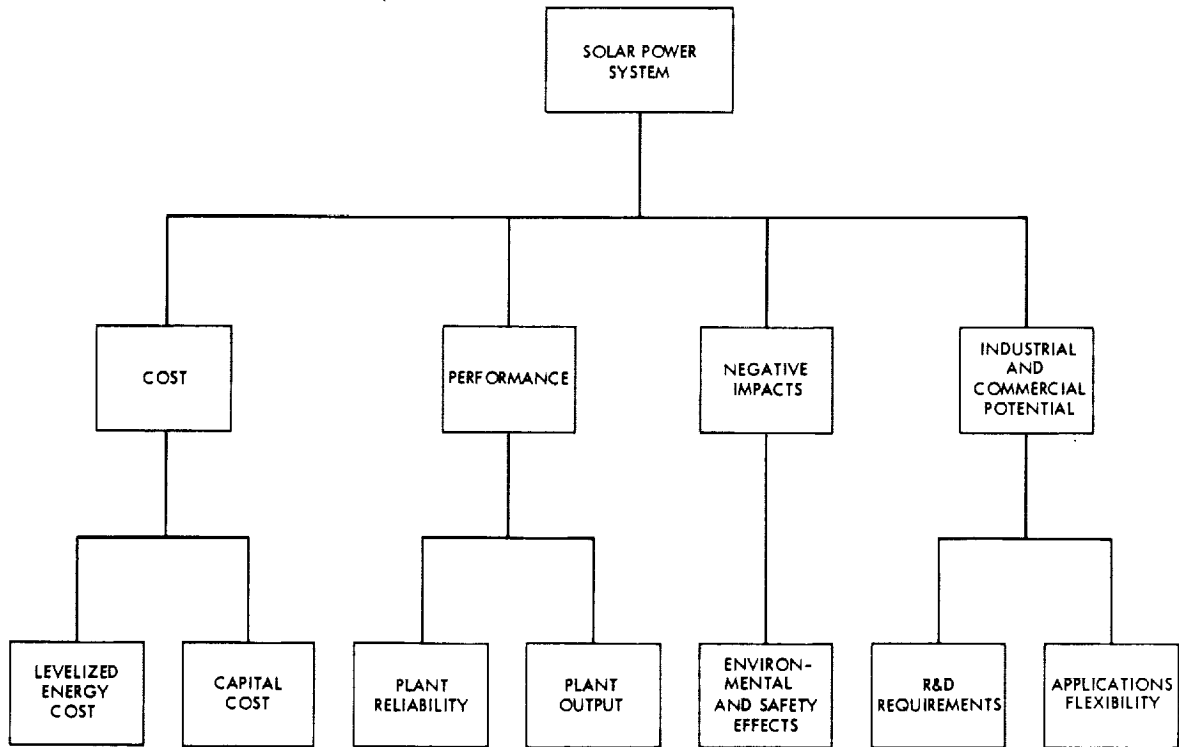 SOLAR POWER
SYSTEM
COST
PERFORMANCE
NEGATIVE
IMPACTS
INDUSTRIAL
AND
COMMERCIAL
POTENTIAL
LEVELIZED
ENERGY
COST
CAPITAL
COST
PLANT
RELIABILITY
PLANT
OUTPUT
ENVIRON-
MENTAL
AND SAFETY
EFFECTS
R&D
REQUIREMENTS
APPLICATIONS
FLEXIBILITY